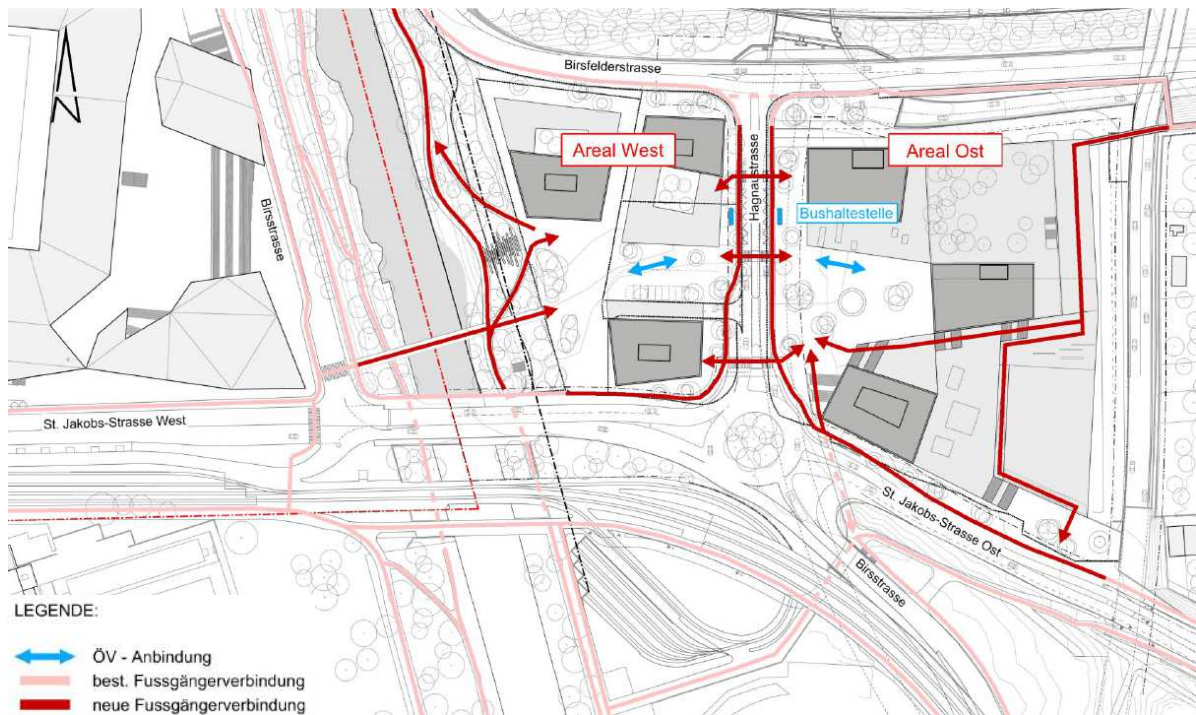 Birsfelderstrasse
Areal West
Areal Ost
Hagnaustrasse
Bushaltestelle
Birsstrasse
St. Jakobs-Strasse West
St. Jakobs-Strasse Ost
Birsstrasse
LEGENDE:
ÖV - Anbindung
best. Fussgängerverbindung
neue Fussgängerverbindung